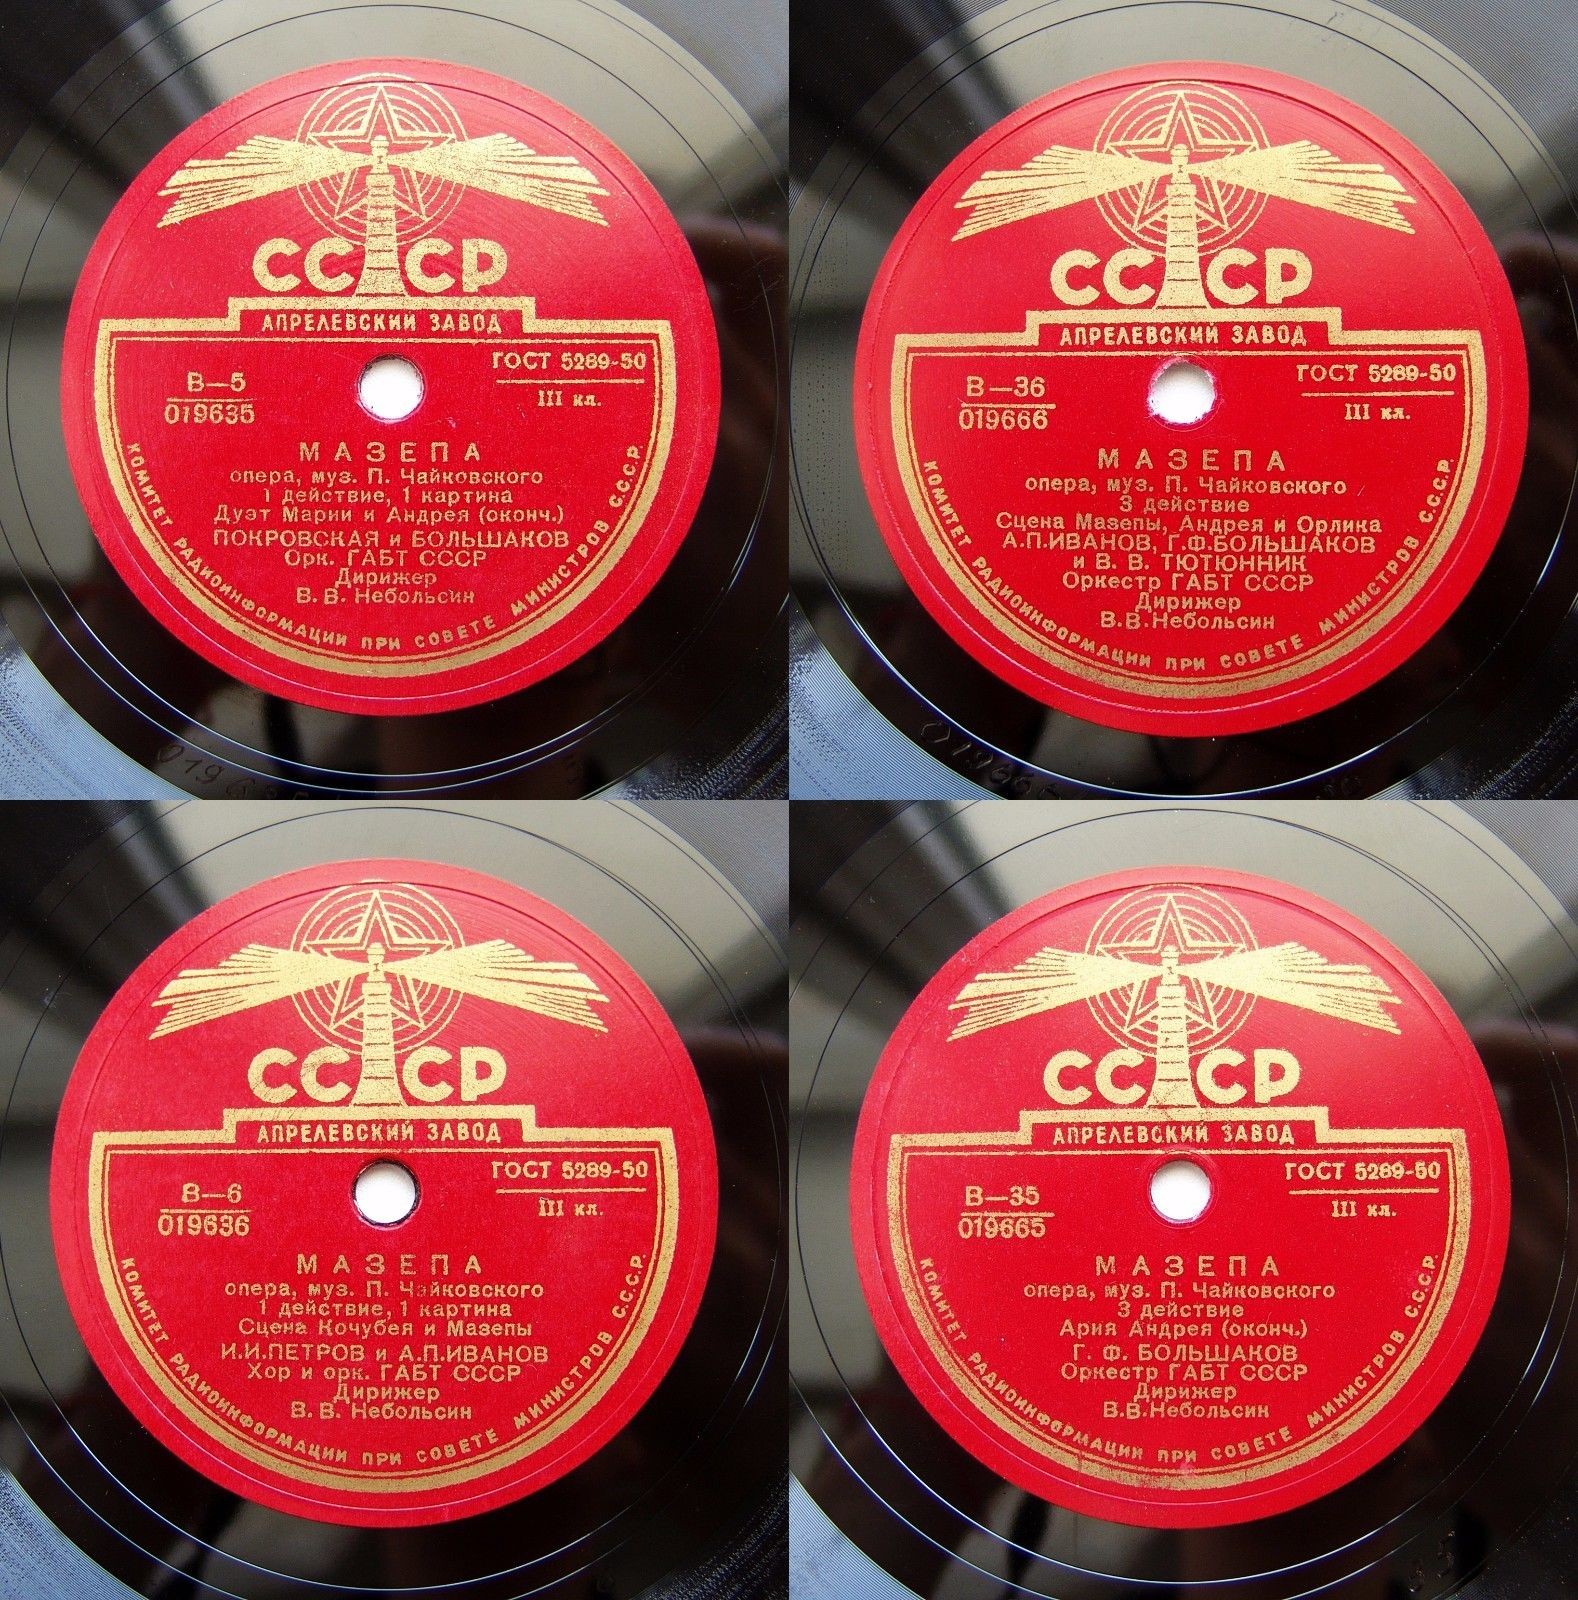 СССР
АПРЕЛЕВСКИЙ ЗАВОД
ГОСТ 5289-50
III кл.
В—5
019635
МАЗЕПА
опера, муз. П. Чайковского
1 действие, 1 картина
Дуэт Марии и Андрея (оконч.)
ПОКРОВСКАЯ и БОЛЬШАКОВ
Орк. ГАБТ СССР
Дирижер
В. В. Небольсин
КОМИТЕТ РАДИОИНФОРМАЦИИ ПРИ СОВЕТЕ МИНИСТРОВ СССР.
СССР
АПРЕЛЕВСКИЙ ЗАВОД
ГОСТ 5289-50
III кл.
В—36
019666
МАЗЕПА
опера, муз. П. Чайковского
3 действие
Сцена Мазепы, Андрея и Орлика
А.П.ИВАНОВ, Г.Ф.БОЛЬШАКОВ
и В. В. ТЮТЮННИК
Оркестр ГАБТ СССР
Дирижер
В.В.Небольсин
КОМИТЕТ РАДИОИНФОРМАЦИИ ПРИ СОВЕТЕ МИНИСТРОВ С.С.С.Р.
СССР
АПРЕЛЕВСКИЙ ЗАВОД
ГОСТ 5289-50
III кл.
В—6
019636
МАЗЕПА
опера, муз. П. Чайковского
1 действие, 1 картина
Сцена Кочубея и Мазепы
И.И.ПЕТРОВ и А.П.ИВАНОВ
Хор и орк. ГАБТ СССР
Дирижер
В. В. Небольсин
КОМИТЕТ РАДИОИНФОРМАЦИИ ПРИ СОВЕТЕ МИНИСТРОВ С.С.С.Р.
СССР
АПРЕЛЕВСКИЙ ЗАВОД
ГОСТ 5289-50
III кл.
В—35
019665
МАЗЕПА
опера, муз. П. Чайковского
3 действие
Ария Андрея (оконч.)
Г. Ф. БОЛЬШАКОВ
Оркестр ГАБТ СССР
Дирижер
В.В.Небольсин
КОМИТЕТ РАДИОИНФОРМАЦИИ ПРИ СОВЕТЕ МИНИСТРОВ С.С.С.Р.